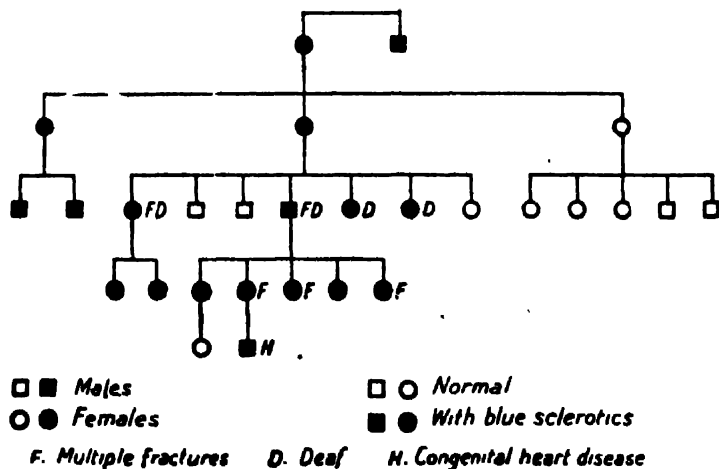 FD FD D D
F F F
H
Males Normal
Females With blue sclerotics
F. Multiple fractures D. Deaf H. Congenital heart disease